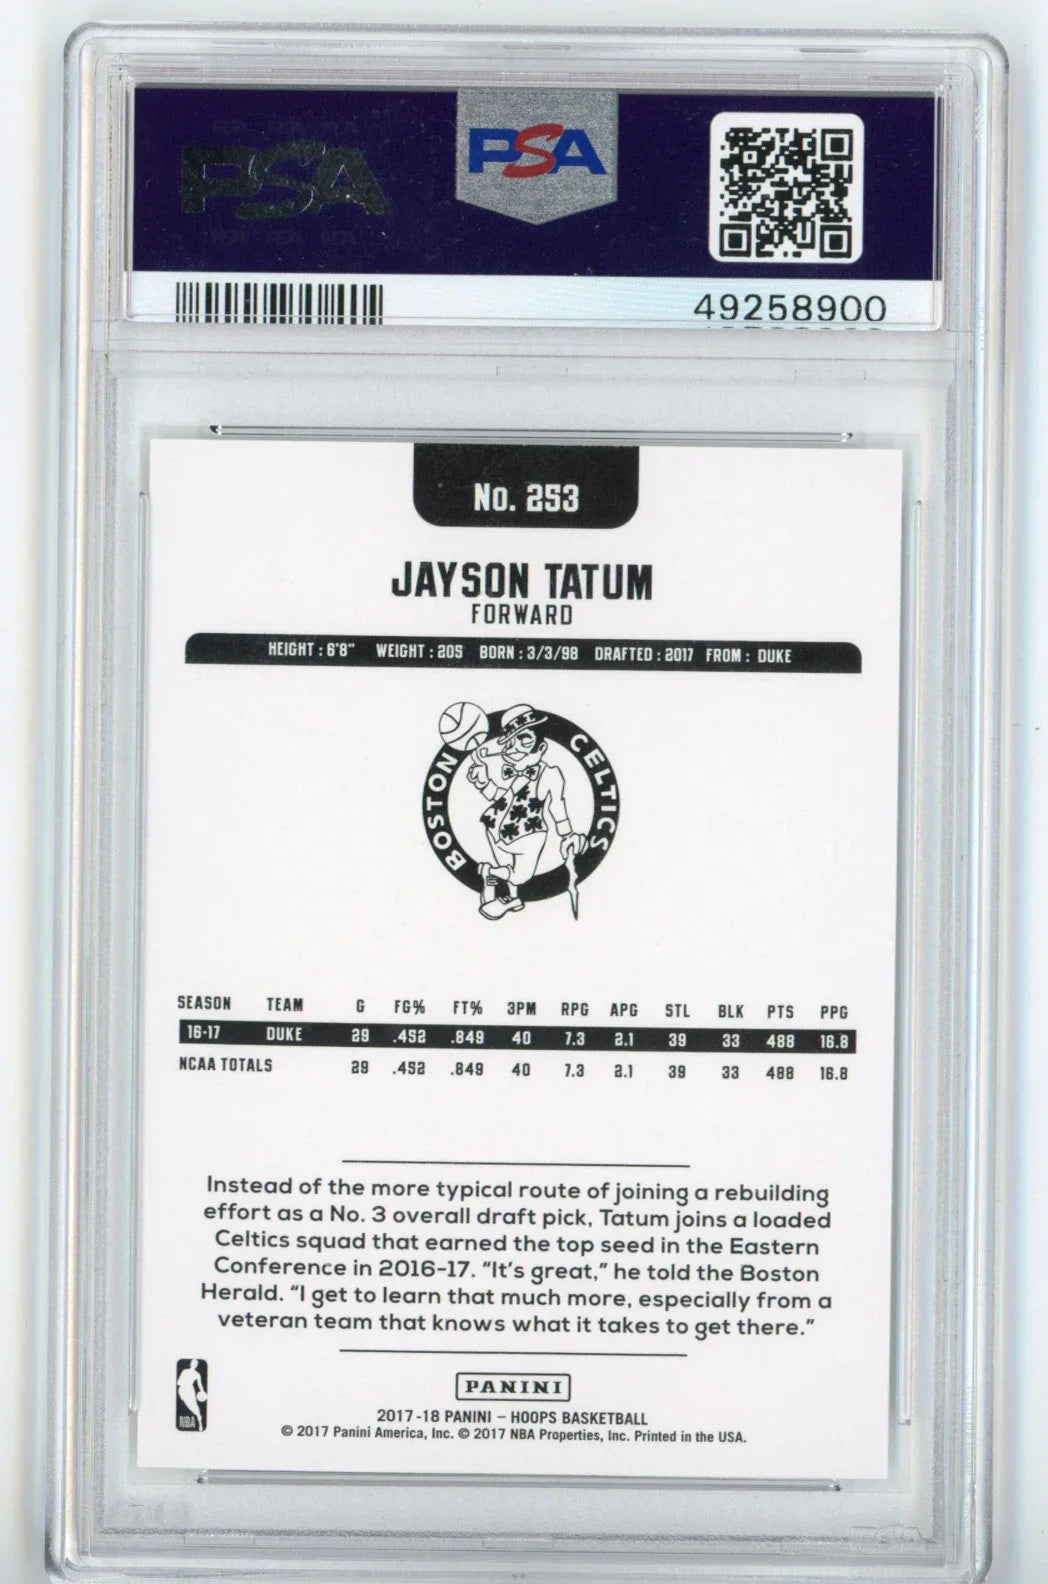 PSA
PSA
49258900
No. 253
JAYSON TATUM
FORWARD
HEIGHT : 6'8" WEIGHT : 205 BORN : 3/3/98 DRAFTED : 2017 FROM : DUKE
BOSTON CELTICS
SEASON TEAM G FG% FT% 3PM RPG APG STL BLK PTS PPG
16-17 DUKE 29 .452 .849 40 7.3 2.1 39 33 488 16.8
NCAA TOTALS 29 .452 .849 40 7.3 2.1 39 33 488 16.8
Instead of the more typical route of joining a rebuilding
effort as a No. 3 overall draft pick, Tatum joins a loaded
Celtics squad that earned the top seed in the Eastern
Conference in 2016-17. “It's great,” he told the Boston
Herald. “I get to learn that much more, especially from a
veteran team that knows what it takes to get there.”
NBA
PANINI
2017-18 PANINI – HOOPS BASKETBALL
© 2017 Panini America, Inc. © 2017 NBA Properties, Inc. Printed in the USA.
PSA